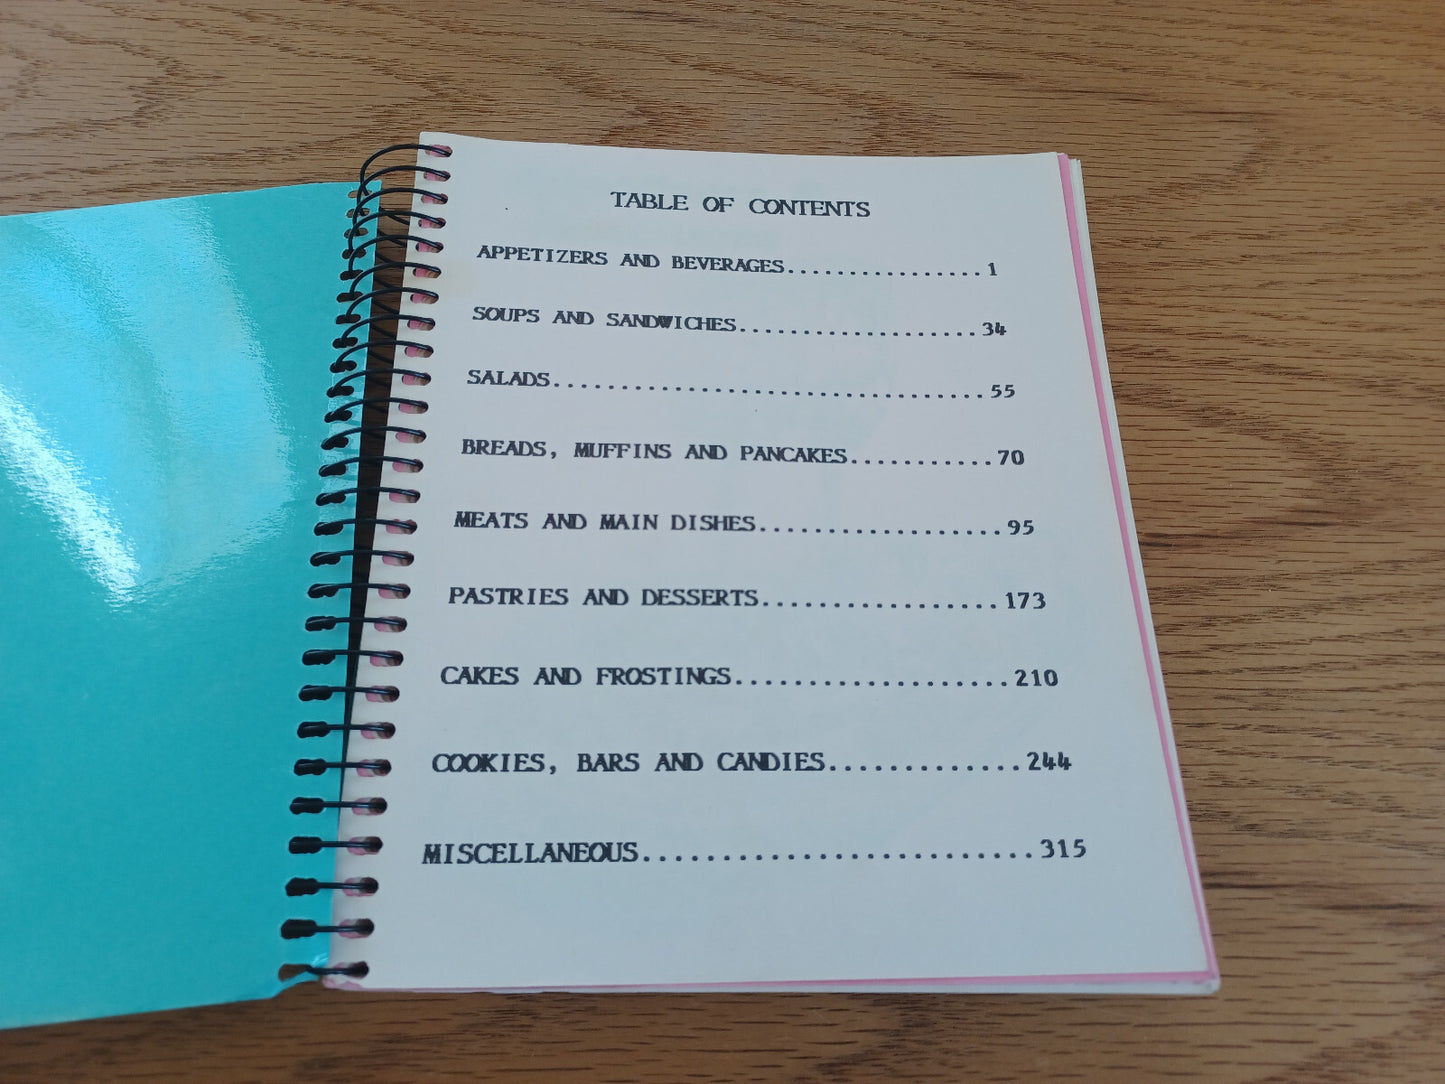 TABLE OF CONTENTS
APPETIZERS AND BEVERAGES................1
SOUPS AND SANDWICHES...................34
SALADS................................55
BREADS, MUFFINS AND PANCAKES...........70
MEATS AND MAIN DISHES..................95
PASTRIES AND DESSERTS.................173
CAKES AND FROSTINGS...................210
COOKIES, BARS AND CANDIES.............244
MISCELLANEOUS.........................315